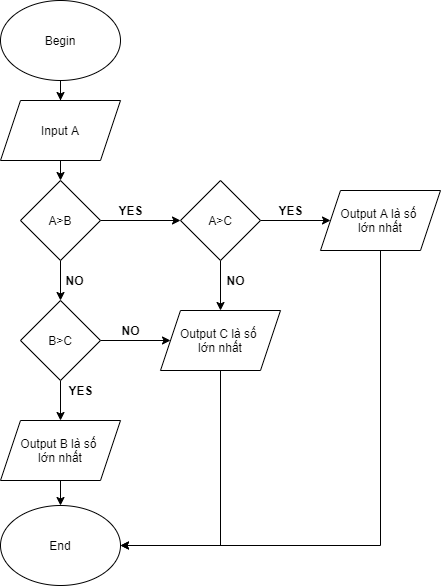 Begin
Input A
A>B
YES
A>C
YES
Output A là số
lớn nhất
NO
NO
B>C
NO
Output C là số
lớn nhất
YES
Output B là số
lớn nhất
End